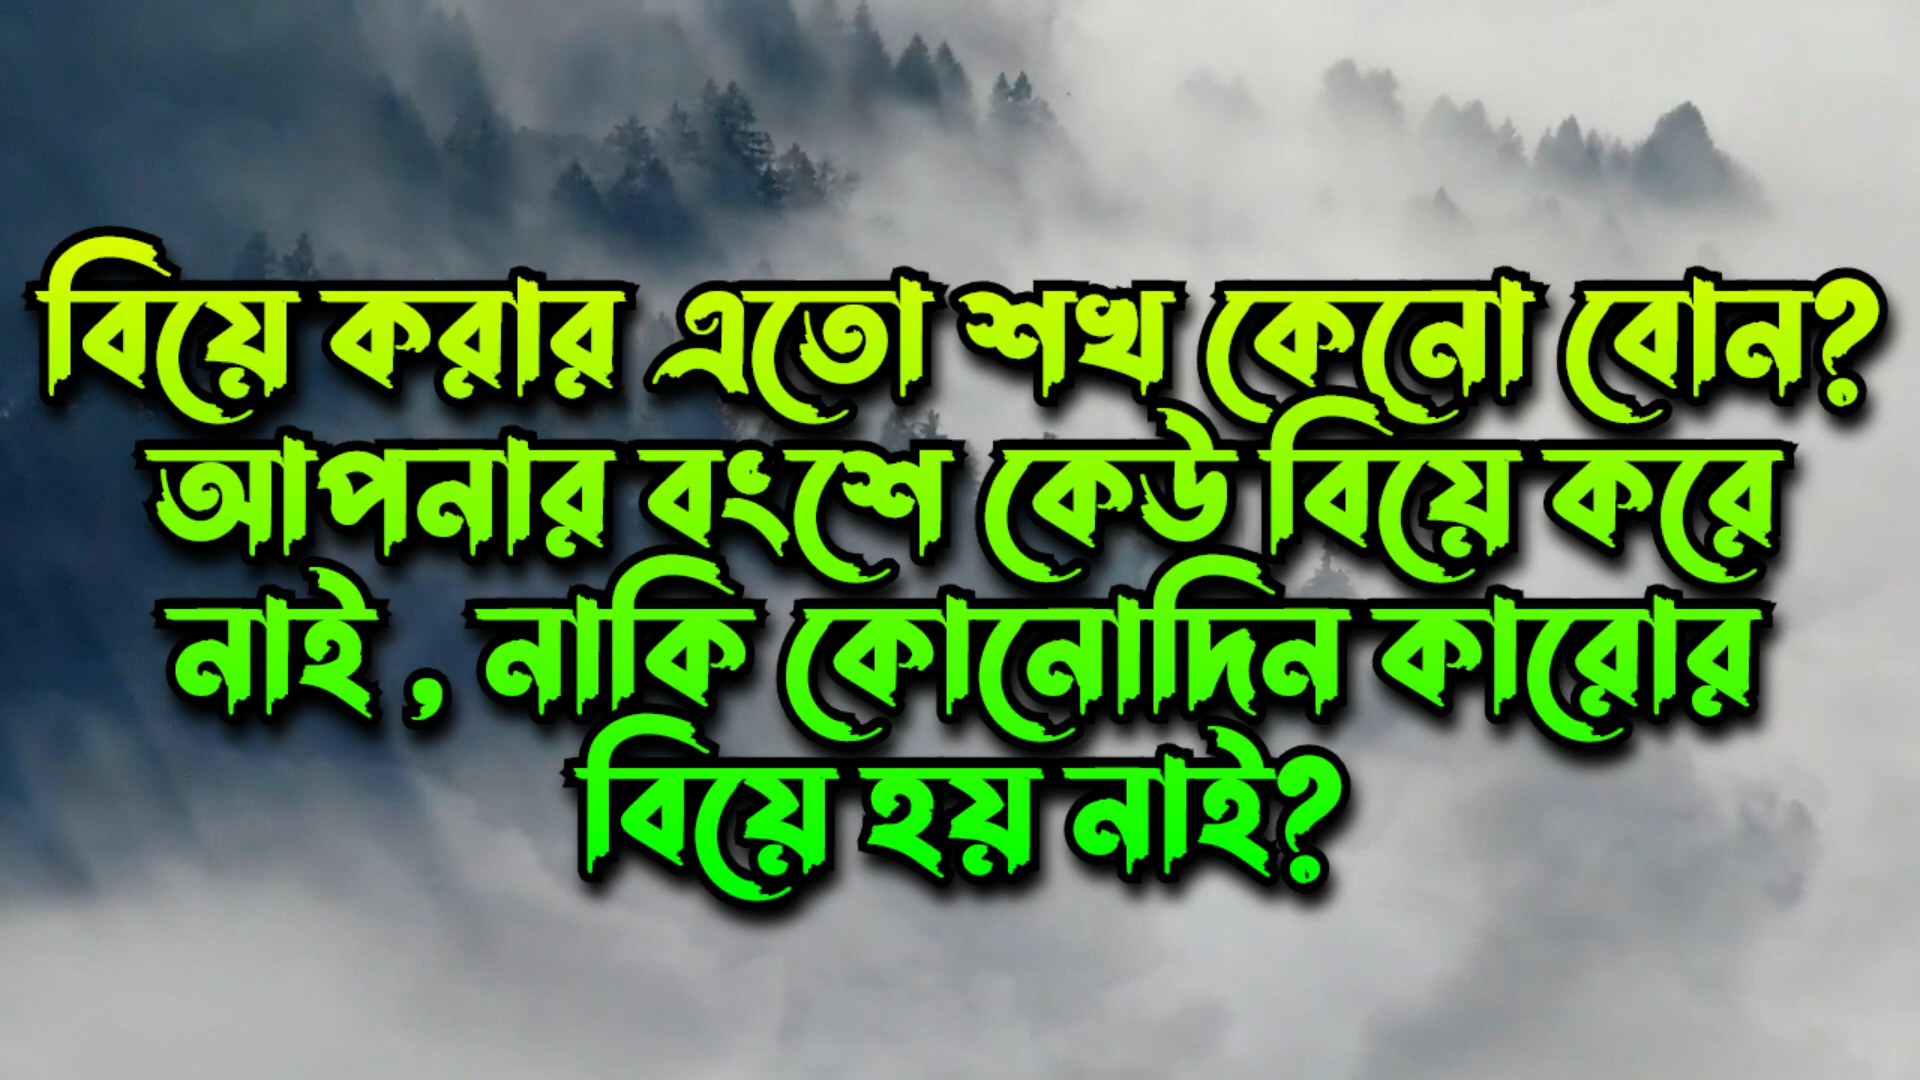 বিয়ে করার এতো শখ কেনো বোন?
আপনার বংশে কেউ বিয়ে করে
নাই , নাকি কোনোদিন কারোর
বিয়ে হয় নাই?